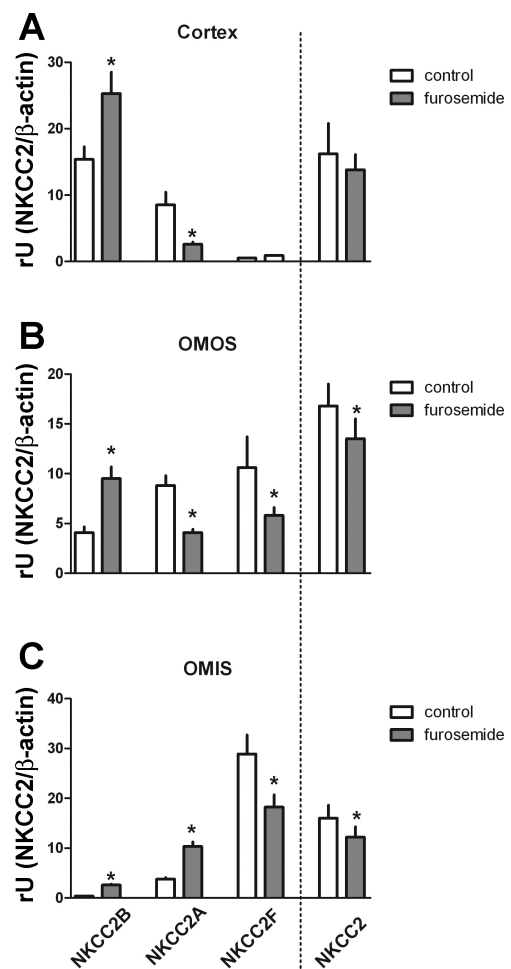 A
Cortex
rU (NKCC2/β-actin)
30
20
10
0
*
*
control
furosemide
B
OMOS
rU (NKCC2/β-actin)
20
15
10
5
0
*
*
*
*
control
furosemide
C
OMIS
rU (NKCC2/β-actin)
40
30
20
10
0
*
*
*
*
control
furosemide
NKCC2B
NKCC2A
NKCC2F
NKCC2